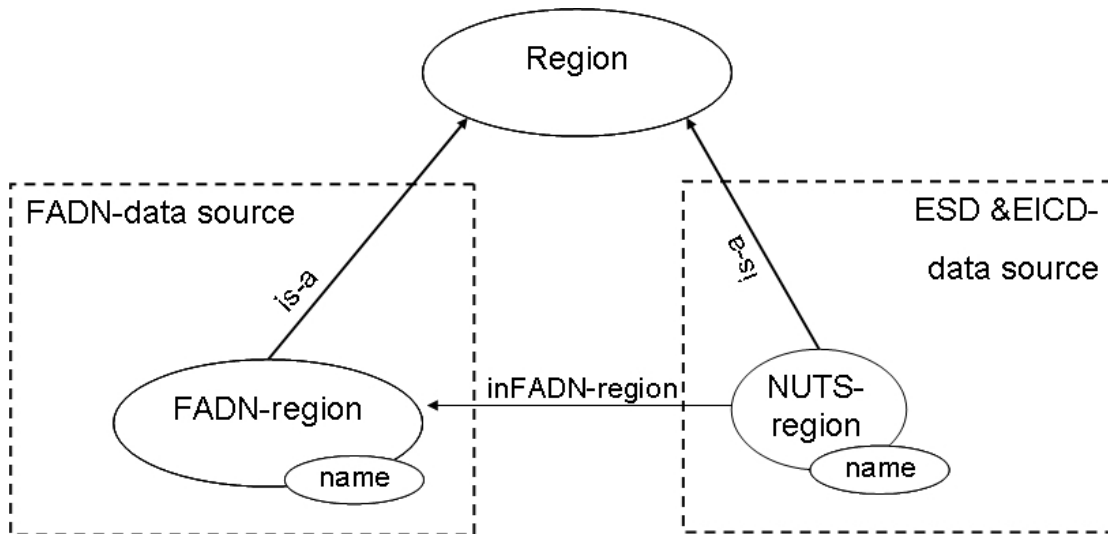 Region
FADN-data source
ESD &EICD-
data source
is-a
is-a
inFADN-region
FADN-region
name
NUTS-
region
name